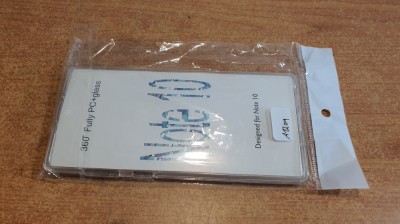 360° Fully PC+glass
Note 10
Designed for Note 10